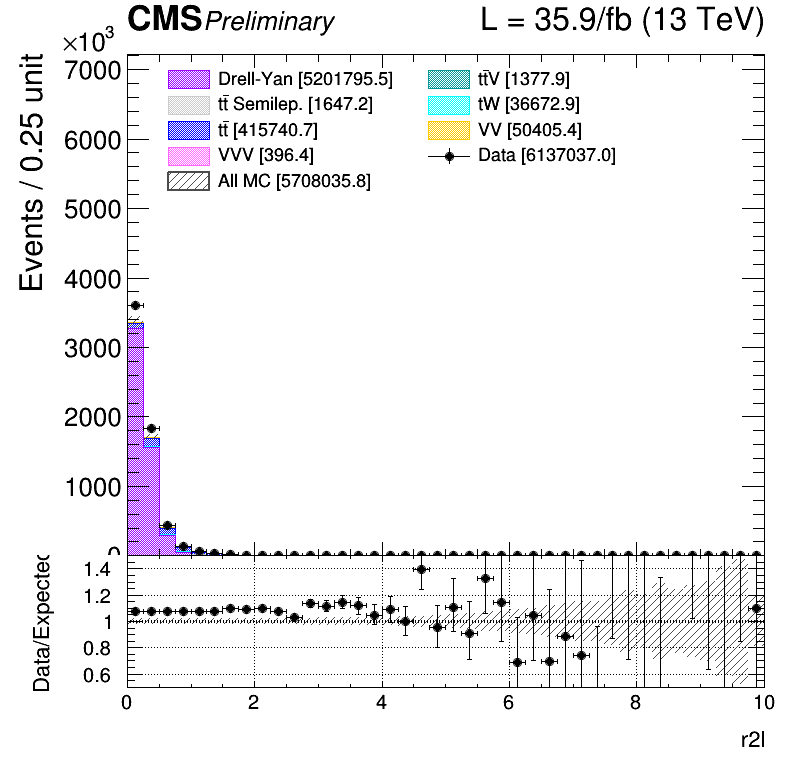 CMS Preliminary L = 35.9/fb (13 TeV)
×10³
Events / 0.25 unit
7000
6000
5000
4000
3000
2000
1000
0
Drell-Yan [5201795.5]
tt̄ Semilep. [1647.2]
tt̄ [415740.7]
VVV [396.4]
All MC [5708035.8]
tt̄V [1377.9]
tW [36672.9]
VV [50405.4]
Data [6137037.0]
Data/Expected
1.4
1.2
1
0.8
0.6
0 2 4 6 8 10
r2l